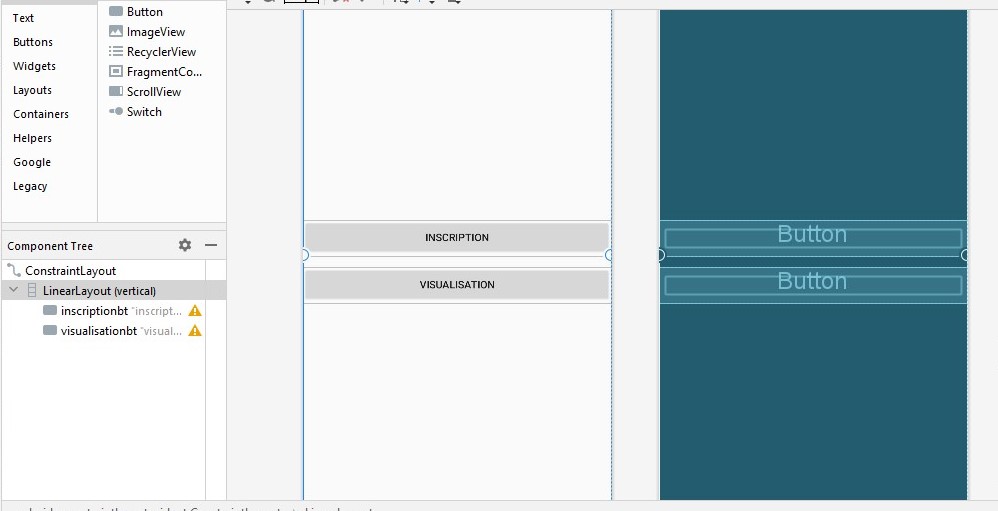 Text
Buttons
Widgets
Layouts
Containers
Helpers
Google
Legacy
Button
ImageView
RecyclerView
FragmentCo...
ScrollView
Switch
Component Tree
ConstraintLayout
LinearLayout (vertical)
inscriptionbt "inscript...
visualisationbt "visual...
INSCRIPTION
VISUALISATION
Button
Button